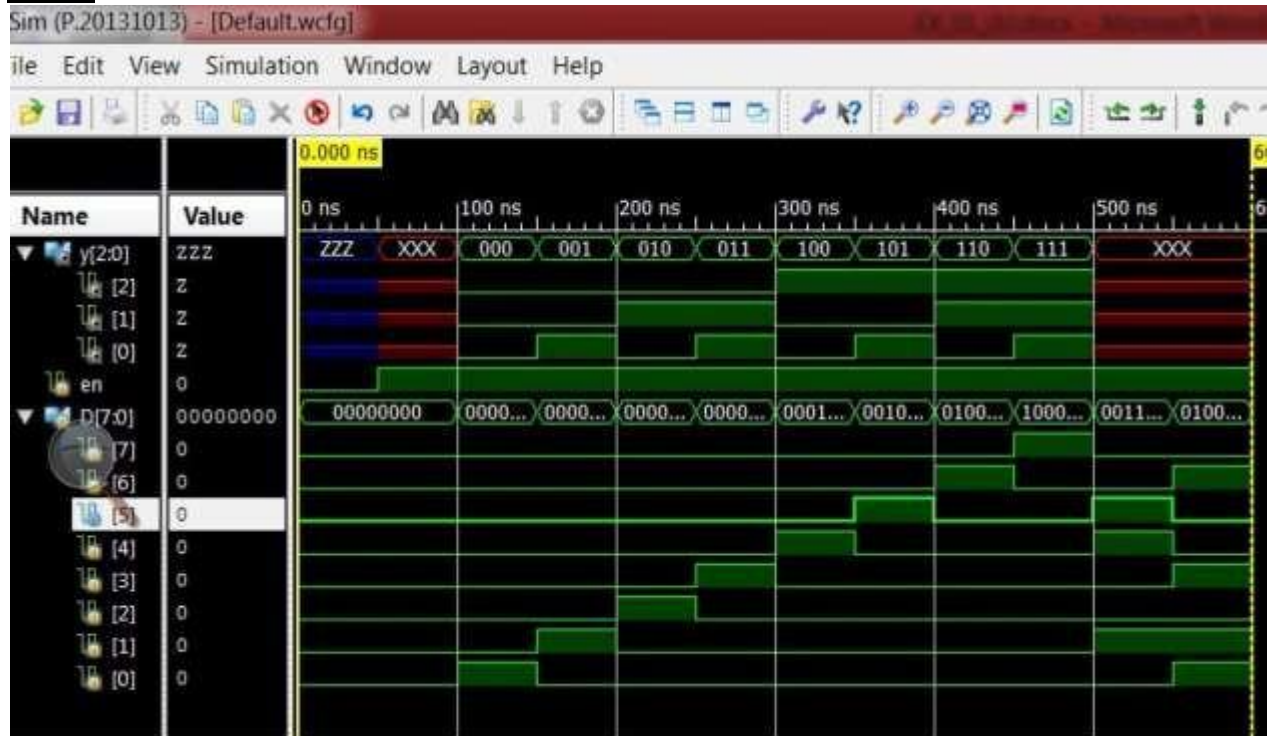 Sim (P.20131013) - [Default.wcfg]
ile Edit View Simulation Window Layout Help
0.000 ns
Name Value 0 ns 100 ns 200 ns 300 ns 400 ns 500 ns 6
y[2:0] ZZZ ZZZ XXX 000 001 010 011 100 101 110 111 XXX
[2] Z
[1] Z
[0] Z
en 0
D[7:0] 00000000 00000000 0000... 0000... 0000... 0000... 0001... 0010... 0100... 1000... 0011... 0100...
[7] 0
[6] 0
[5] 0
[4] 0
[3] 0
[2] 0
[1] 0
[0] 0